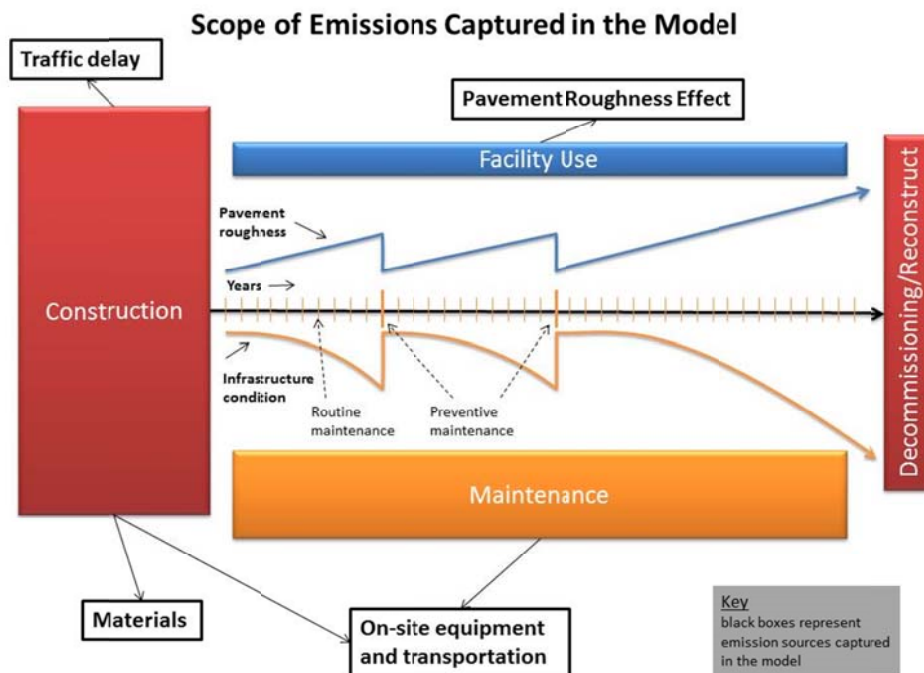 Scope of Emissions Captured in the Model
Traffic delay
Pavement Roughness Effect
Facility Use
Pavement
roughness
Years
Construction
Infrastructure
condition
Routine
maintenance
Preventive
maintenance
Maintenance
Decommissioning/Reconstruct
Materials
On-site equipment
and transportation
Key
black boxes represent
emission sources captured
in the model